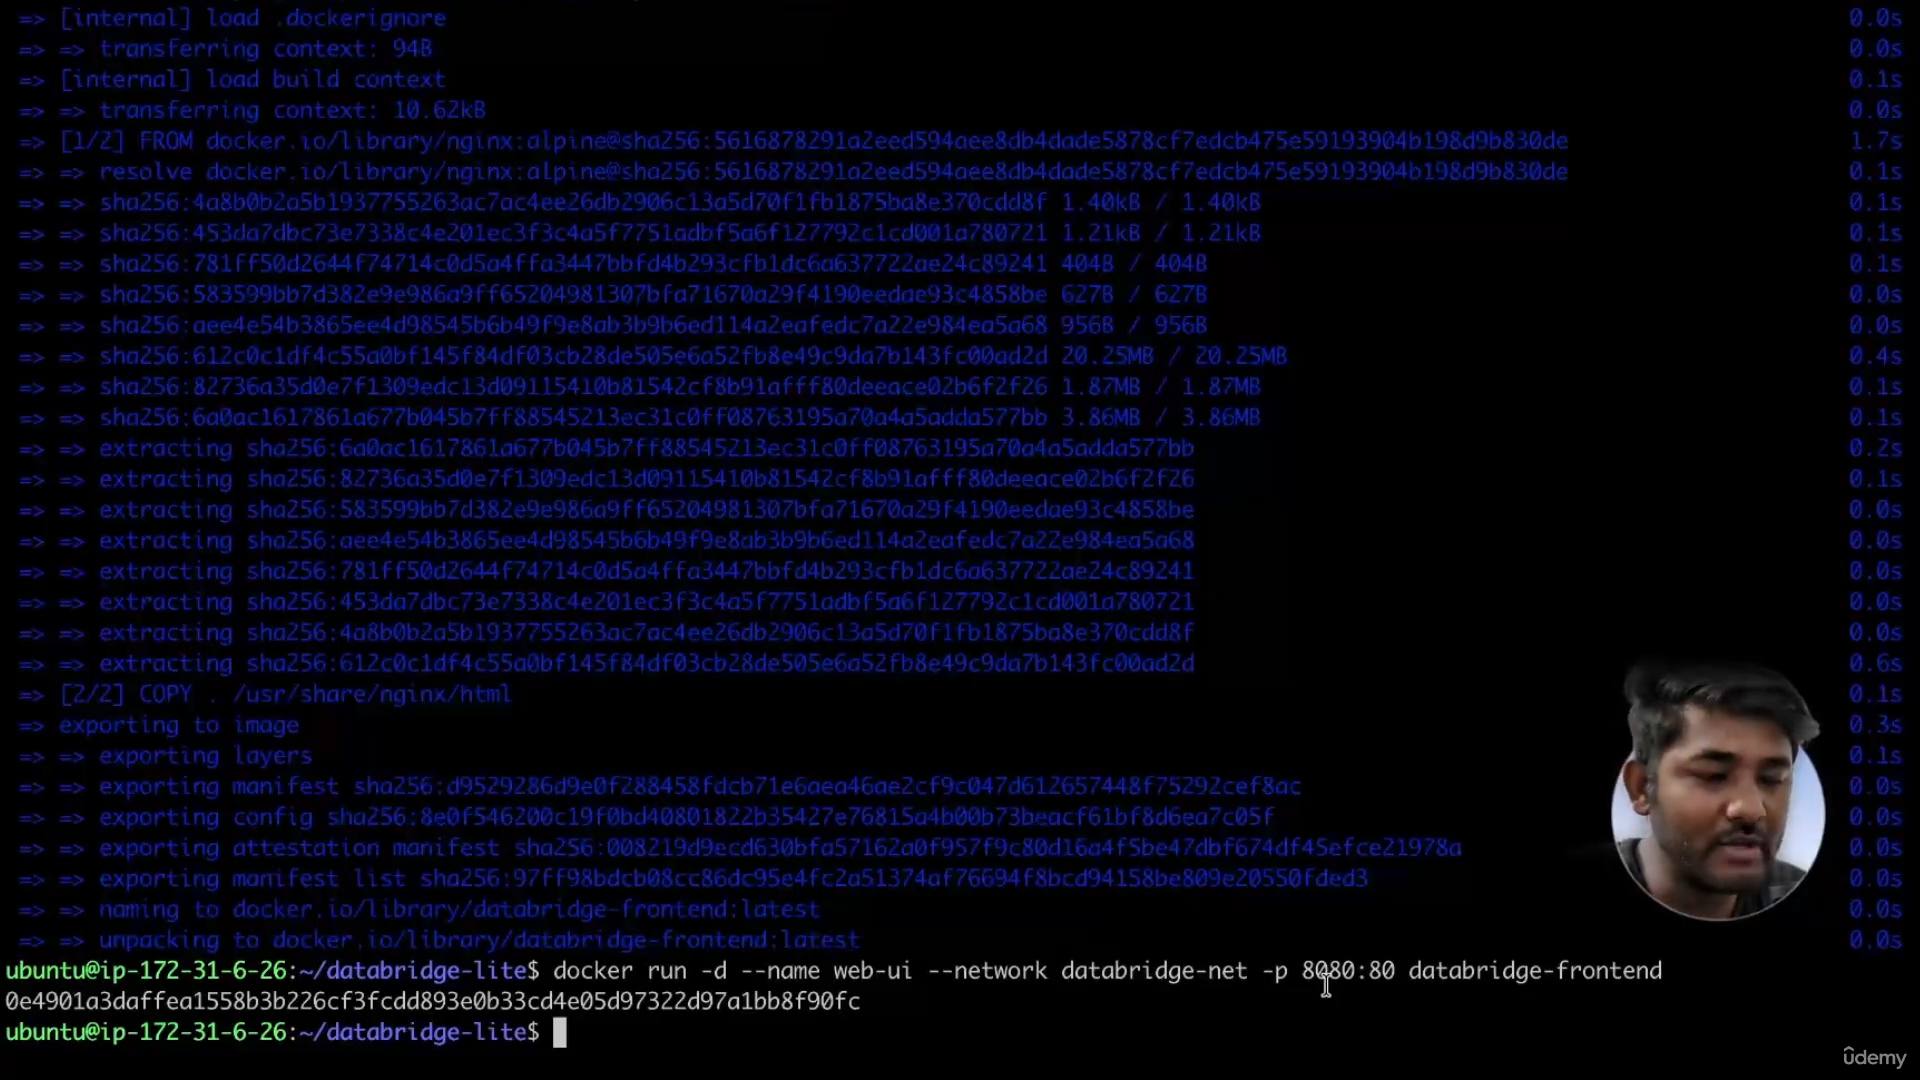 => [internal] load .dockerignore 0.0s
=> => transferring context: 94B 0.0s
=> [internal] load build context 0.1s
=> => transferring context: 10.62kB 0.0s
=> [1/2] FROM docker.io/library/nginx:alpine@sha256:5616878291a2eed594aee8db4dade5878cf7edcb475e59193904b198d9b830de 1.7s
=> => resolve docker.io/library/nginx:alpine@sha256:5616878291a2eed594aee8db4dade5878cf7edcb475e59193904b198d9b830de 0.1s
=> => sha256:4a8b0b2a5b1937755263ac7ac4ee26db2906c13a5d70f1fb1875ba8e370cdd8f 1.40kB / 1.40kB 0.1s
=> => sha256:453da7dbc73e7338c4e201ec3f3c4a5f7751adbf5a6f127792c1cd001a780721 1.21kB / 1.21kB 0.1s
=> => sha256:781ff50d2644f74714c0d5a4ffa3447bbfd4b293cfb1dc6a637722ae24c89241 404B / 404B 0.1s
=> => sha256:583599bb7d382e9e986a9ff65204981307bfa71670a29f4190eedae93c4858be 627B / 627B 0.0s
=> => sha256:aee4e54b3865ee4d98545b6b49f9e8ab3b9b6ed114a2eafedc7a22e984ea5a68 956B / 956B 0.0s
=> => sha256:612c0c1df4c55a0bf145f84df03cb28de505e6a52fb8e49c9da7b143fc00ad2d 20.25MB / 20.25MB 0.4s
=> => sha256:82736a35d0e7f1309edc13d09115410b81542cf8b91afff80deeace02b6f2f26 1.87MB / 1.87MB 0.1s
=> => sha256:6a0ac1617861a677b045b7ff88545213ec31c0ff08763195a70a4a5adda577bb 3.86MB / 3.86MB 0.1s
=> => extracting sha256:6a0ac1617861a677b045b7ff88545213ec31c0ff08763195a70a4a5adda577bb 0.2s
=> => extracting sha256:82736a35d0e7f1309edc13d09115410b81542cf8b91afff80deeace02b6f2f26 0.1s
=> => extracting sha256:583599bb7d382e9e986a9ff65204981307bfa71670a29f4190eedae93c4858be 0.0s
=> => extracting sha256:aee4e54b3865ee4d98545b6b49f9e8ab3b9b6ed114a2eafedc7a22e984ea5a68 0.0s
=> => extracting sha256:781ff50d2644f74714c0d5a4ffa3447bbfd4b293cfb1dc6a637722ae24c89241 0.0s
=> => extracting sha256:453da7dbc73e7338c4e201ec3f3c4a5f7751adbf5a6f127792c1cd001a780721 0.0s
=> => extracting sha256:4a8b0b2a5b1937755263ac7ac4ee26db2906c13a5d70f1fb1875ba8e370cdd8f 0.0s
=> => extracting sha256:612c0c1df4c55a0bf145f84df03cb28de505e6a52fb8e49c9da7b143fc00ad2d 0.6s
=> [2/2] COPY . /usr/share/nginx/html 0.1s
=> exporting to image 0.3s
=> => exporting layers 0.1s
=> => exporting manifest sha256:d9529286d9e0f288458fdcb71e6aea46ae2cf9c047d612657448f75292cef8ac 0.0s
=> => exporting config sha256:8e0f546200c19f0bd40801822b35427e76815a4b00b73beacf61bf8d6ea7c05f 0.0s
=> => exporting attestation manifest sha256:008219d9ecd630bfa57162a0f957f9c80d16a4f5be47dbf674df45efce21978a 0.0s
=> => exporting manifest list sha256:97ff98bdcb08cc86dc95e4fc2a51374af76694f8bcd94158be809e20550fded3 0.0s
=> => naming to docker.io/library/databridge-frontend:latest 0.0s
=> => unpacking to docker.io/library/databridge-frontend:latest 0.0s
ubuntu@ip-172-31-6-26:~/databridge-lite$ docker run -d --name web-ui --network databridge-net -p 8080:80 databridge-frontend
0e4901a3daffea1558b3b226cf3fcdd893e0b33cd4e05d97322d97a1bb8f90fc
ubuntu@ip-172-31-6-26:~/databridge-lite$
ûdemy